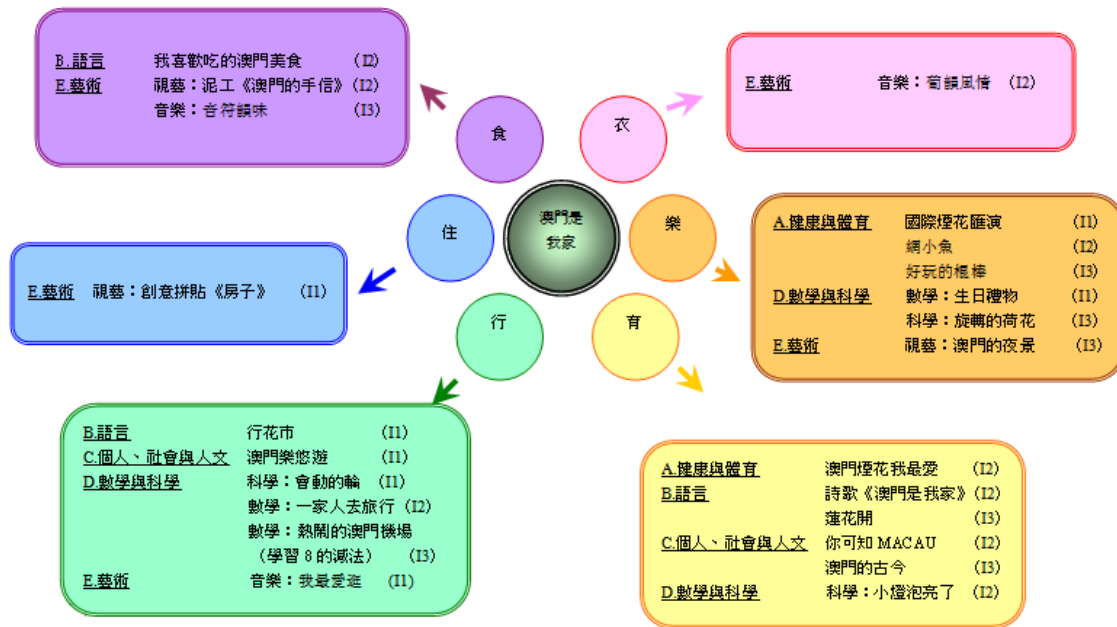 B.語言 我喜歡吃的澳門美食 (I2)
E.藝術 視藝：泥工《澳門的手信》 (I2)
音樂：音符韻味 (I3)
E.藝術 音樂：葡韻風情 (I2)
食
衣
住
澳門是
我家
樂
行
育
E.藝術 視藝：創意拼貼《房子》 (I1)
A.健康與體育 國際煙花匯演 (I1)
網小魚 (I2)
好玩的棍棒 (I3)
D.數學與科學 數學：生日禮物 (I1)
科學：旋轉的荷花 (I3)
E.藝術 視藝：澳門的夜景 (I3)
B.語言 行花市 (I1)
C.個人、社會與人文 澳門樂悠遊 (I1)
D.數學與科學 科學：會動的輪 (I1)
數學：一家人去旅行 (I2)
數學：熱鬧的澳門機場
（學習 8 的減法） (I3)
E.藝術 音樂：我最愛逛 (I1)
A.健康與體育 澳門煙花我最愛 (I2)
B.語言 詩歌《澳門是我家》 (I2)
蓮花開 (I3)
C.個人、社會與人文 你可知 MACAU (I2)
澳門的古今 (I3)
D.數學與科學 科學：小燈泡亮了 (I2)